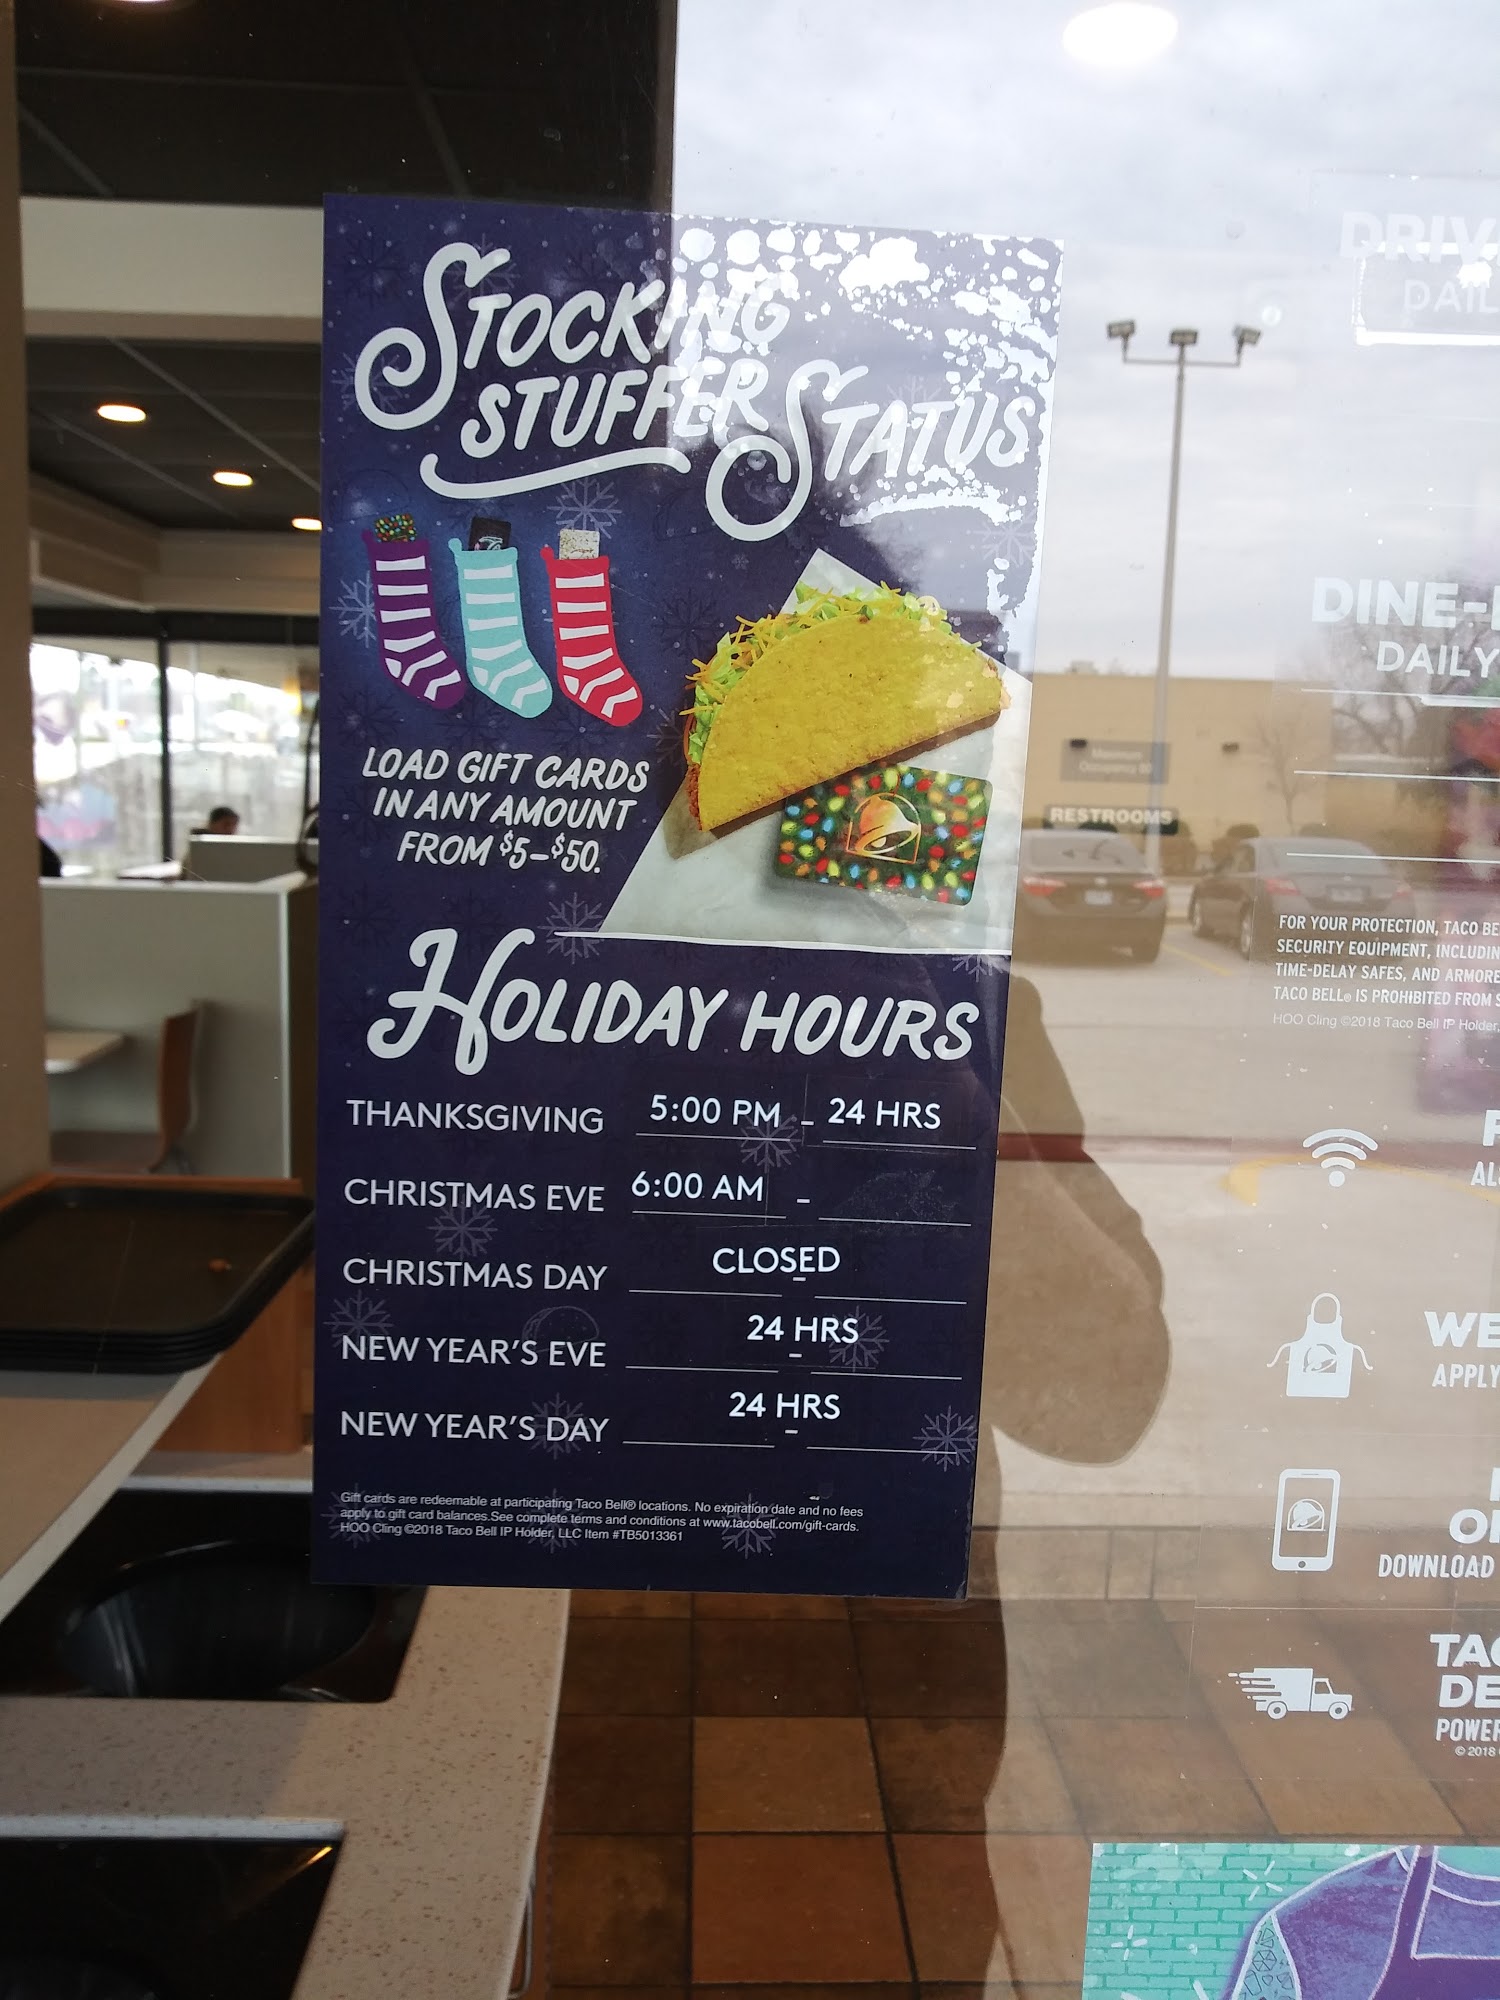 STOCKING
STUFFER STATUS
LOAD GIFT CARDS
IN ANY AMOUNT
FROM $5–$50.
HOLIDAY HOURS
THANKSGIVING 5:00 PM – 24 HRS
CHRISTMAS EVE 6:00 AM –
CHRISTMAS DAY CLOSED –
NEW YEAR'S EVE 24 HRS –
NEW YEAR'S DAY 24 HRS –
Gift cards are redeemable at participating Taco Bell® locations. No expiration date and no fees
apply to gift card balances.See complete terms and conditions at www.tacobell.com/gift-cards.
HOO Cling ©2018 Taco Bell IP Holder, LLC Item #TB5013361
DRIV
DAIL
DINE-
DAILY
RESTROOMS
FOR YOUR PROTECTION, TACO BE
SECURITY EQUIPMENT, INCLUDIN
TIME-DELAY SAFES, AND ARMORE
TACO BELL® IS PROHIBITED FROM S
HOO Cling ©2018 Taco Bell IP Holder,
F
AL
WE
APPLY
OR
DOWNLOAD
TAC
DE
POWER
© 2018